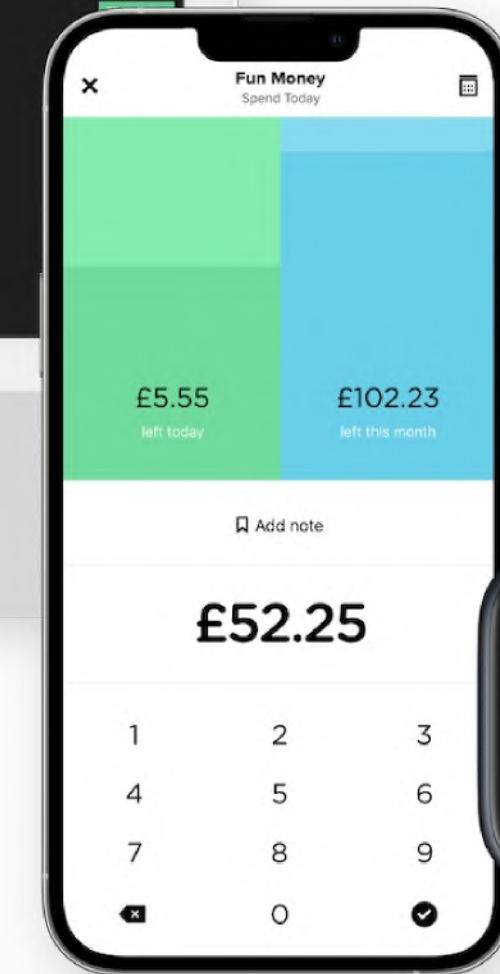 Fun Money
Spend Today
£5.55
left today
£102.23
left this month
Add note
£52.25
1 2 3
4 5 6
7 8 9
0